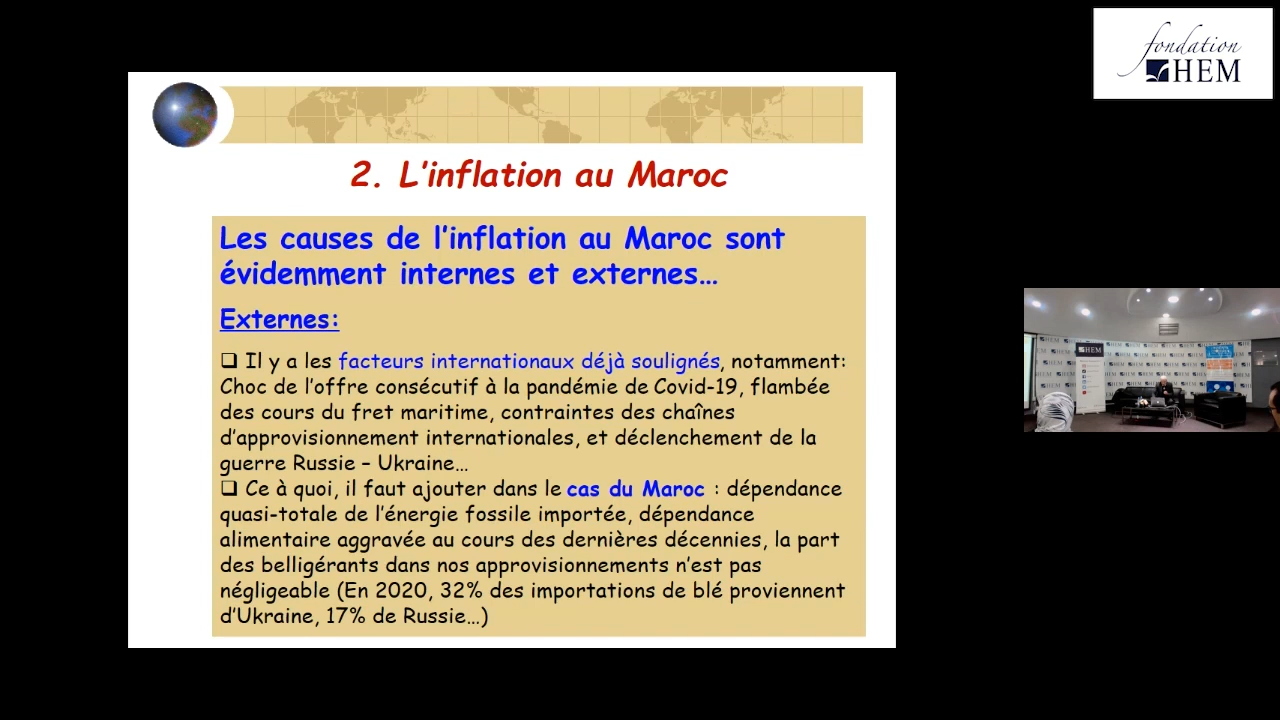 fondation
HEM
2. L'inflation au Maroc
Les causes de l'inflation au Maroc sont
évidemment internes et externes…
Externes:
❑ Il y a les facteurs internationaux déjà soulignés, notamment:
Choc de l'offre consécutif à la pandémie de Covid-19, flambée
des cours du fret maritime, contraintes des chaînes
d'approvisionnement internationales, et déclenchement de la
guerre Russie – Ukraine…
❑ Ce à quoi, il faut ajouter dans le cas du Maroc : dépendance
quasi-totale de l'énergie fossile importée, dépendance
alimentaire aggravée au cours des dernières décennies, la part
des belligérants dans nos approvisionnements n'est pas
négligeable (En 2020, 32% des importations de blé proviennent
d'Ukraine, 17% de Russie…)
HEM